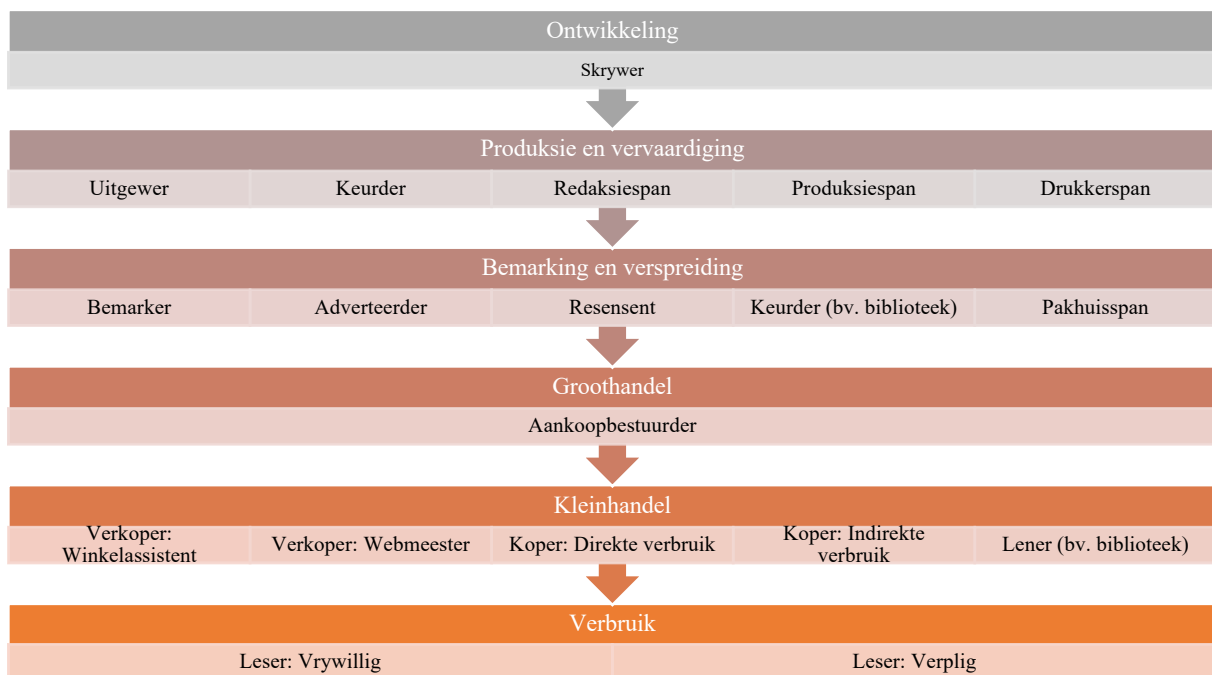 Ontwikkeling
Skrywer
Produksie en vervaardiging
Uitgewer
Keurder
Redaksiespan
Produksiespan
Drukkerspan
Bemarking en verspreiding
Bemarker
Adverteerder
Resensent
Keurder (bv. biblioteek)
Pakhuisspan
Groothandel
Aankoopbestuurder
Kleinhandel
Verkoper:
Winkelassistent
Verkoper: Webmeester
Koper: Direkte verbruik
Koper: Indirekte
verbruik
Lener (bv. biblioteek)
Verbruik
Leser: Vrywillig
Leser: Verplig